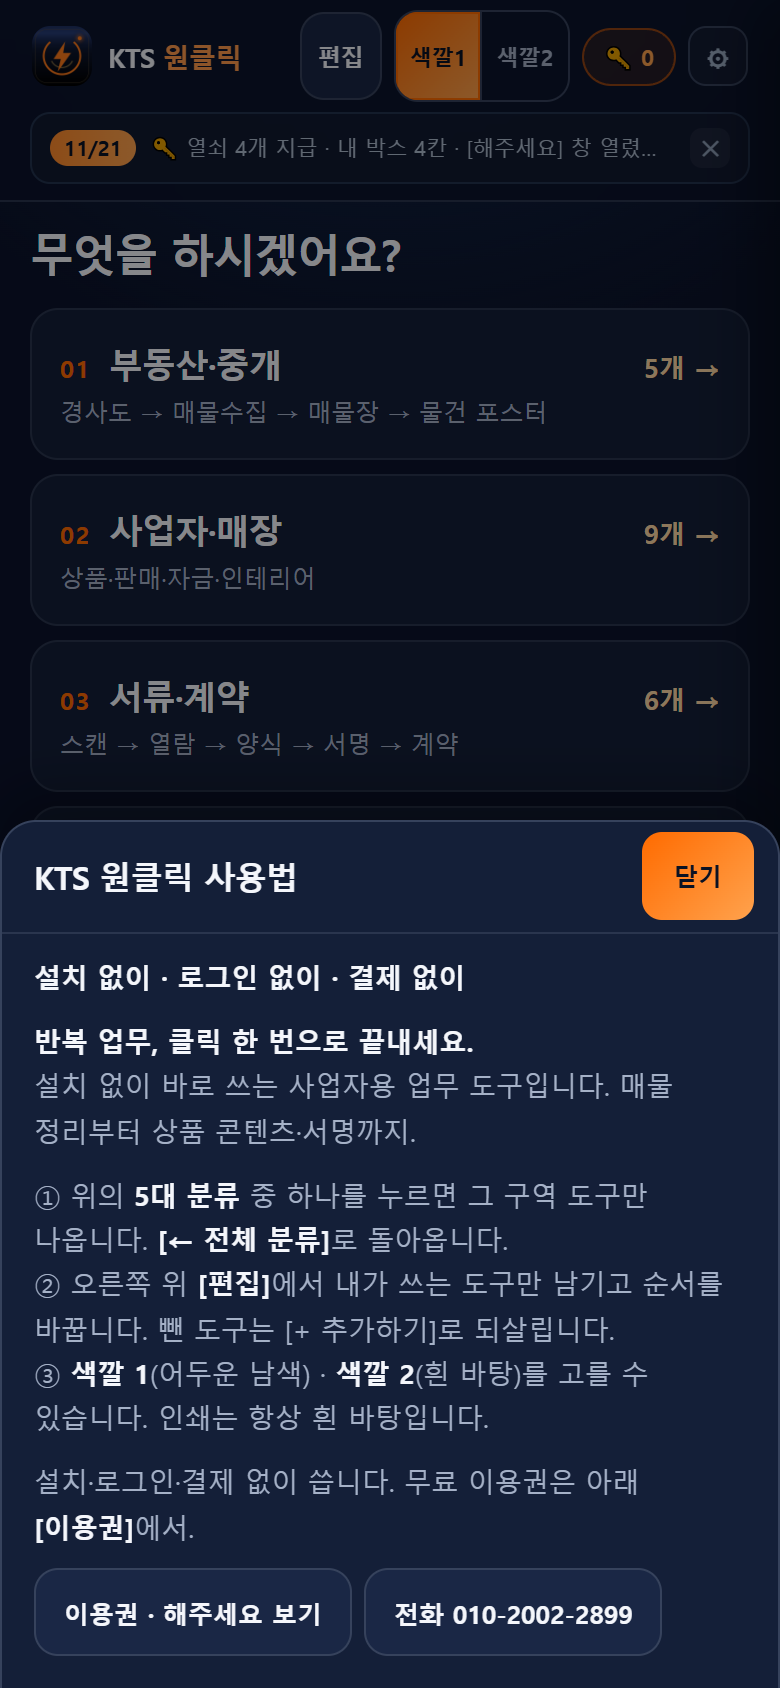 KTS 원클릭
편집
색깔1
색깔2
🔑 0
11/21 🔑 열쇠 4개 지급 · 내 박스 4칸 · [해주세요] 창 열렸...
무엇을 하시겠어요?
01 부동산·중개 5개 →
경사도 → 매물수집 → 매물장 → 물건 포스터
02 사업자·매장 9개 →
상품·판매·자금·인테리어
03 서류·계약 6개 →
스캔 → 열람 → 양식 → 서명 → 계약
KTS 원클릭 사용법
닫기
설치 없이 · 로그인 없이 · 결제 없이
반복 업무, 클릭 한 번으로 끝내세요.
설치 없이 바로 쓰는 사업자용 업무 도구입니다. 매물
정리부터 상품 콘텐츠·서명까지.
① 위의 5대 분류 중 하나를 누르면 그 구역 도구만
나옵니다. [← 전체 분류]로 돌아옵니다.
② 오른쪽 위 [편집]에서 내가 쓰는 도구만 남기고 순서를
바꿉니다. 뺀 도구는 [+ 추가하기]로 되살립니다.
③ 색깔 1(어두운 남색) · 색깔 2(흰 바탕)를 고를 수
있습니다. 인쇄는 항상 흰 바탕입니다.
설치·로그인·결제 없이 씁니다. 무료 이용권은 아래
[이용권]에서.
이용권 · 해주세요 보기
전화 010-2002-2899